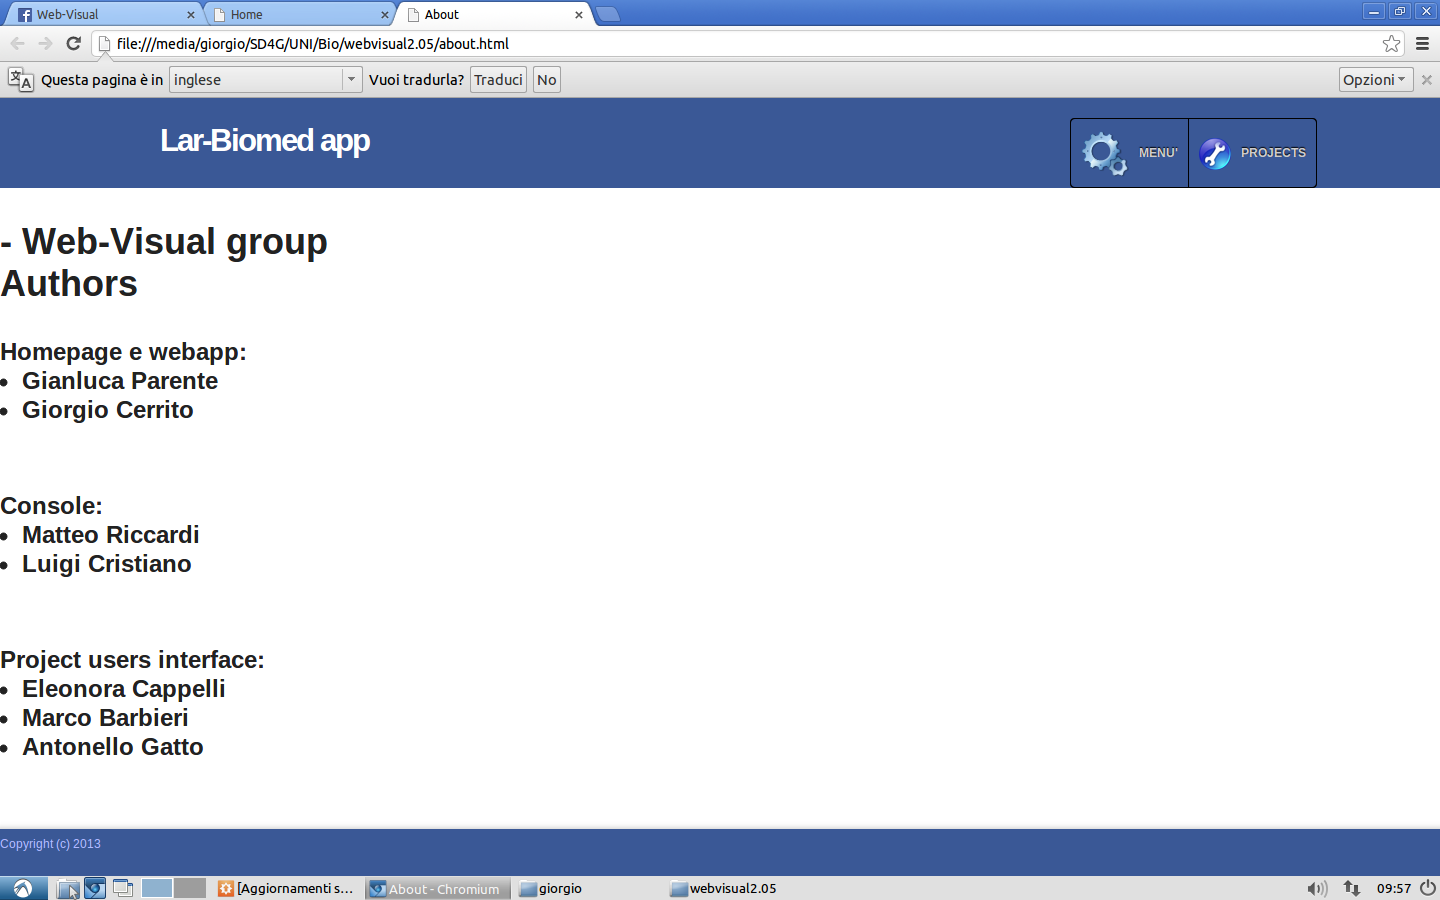 Web-Visual
Home
About
file:///media/giorgio/SD4G/UNI/Bio/webvisual2.05/about.html
Questa pagina è in inglese Vuoi tradurla? Traduci No Opzioni
Lar-Biomed app
MENU'
PROJECTS
- Web-Visual group
Authors
Homepage e webapp:
• Gianluca Parente
• Giorgio Cerrito
Console:
• Matteo Riccardi
• Luigi Cristiano
Project users interface:
• Eleonora Cappelli
• Marco Barbieri
• Antonello Gatto
Copyright (c) 2013
[Aggiornamenti s...
About - Chromium
giorgio
webvisual2.05
09:57